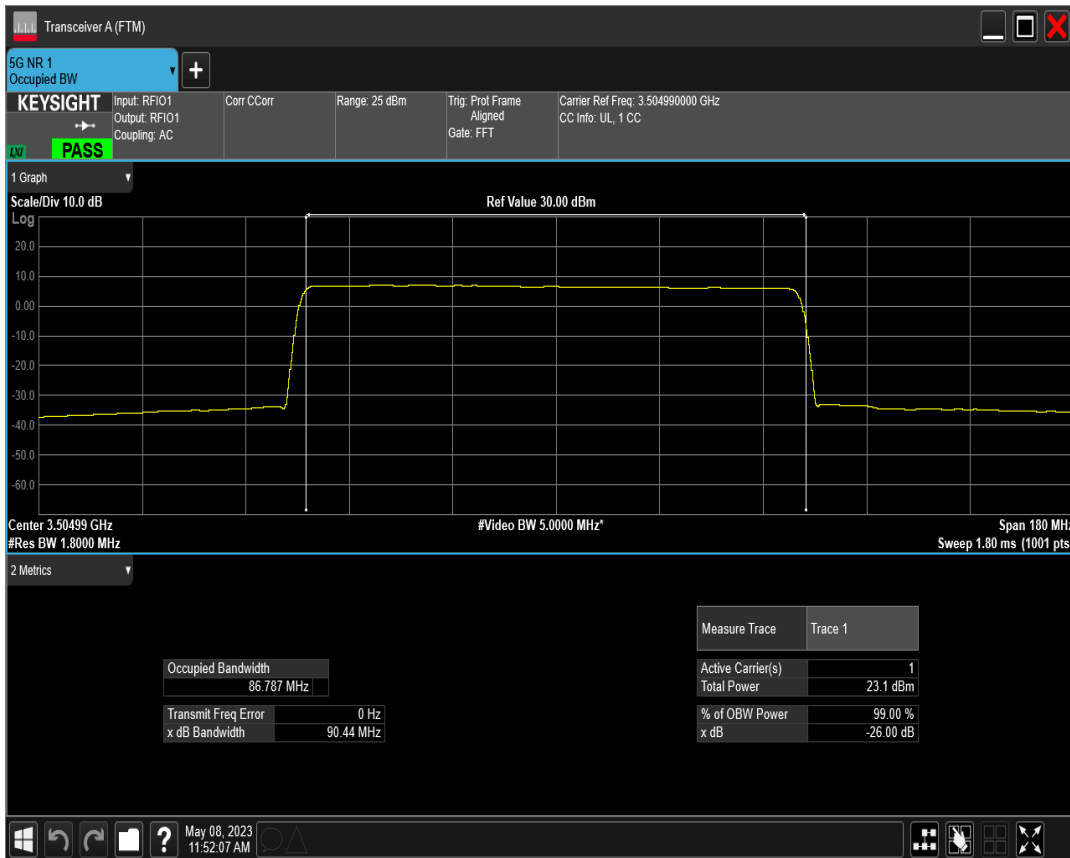 Transceiver A (FTM)
5G NR 1
Occupied BW
+
KEYSIGHT
LXI
PASS
Input: RFIO1
Output: RFIO1
Coupling: AC
Corr CCorr
Range: 25 dBm
Trig: Prot Frame
Aligned
Gate: FFT
Carrier Ref Freq: 3.504990000 GHz
CC Info: UL, 1 CC
1 Graph
Scale/Div 10.0 dB
Ref Value 30.00 dBm
Log
20.0
10.0
0.00
-10.0
-20.0
-30.0
-40.0
-50.0
-60.0
Center 3.50499 GHz
#Video BW 5.0000 MHz*
Span 180 MHz
#Res BW 1.8000 MHz
Sweep 1.80 ms (1001 pts
2 Metrics
Measure Trace Trace 1
Occupied Bandwidth
86.787 MHz
Active Carrier(s) 1
Total Power 23.1 dBm
Transmit Freq Error 0 Hz
x dB Bandwidth 90.44 MHz
% of OBW Power 99.00 %
x dB -26.00 dB
?
May 08, 2023
11:52:07 AM